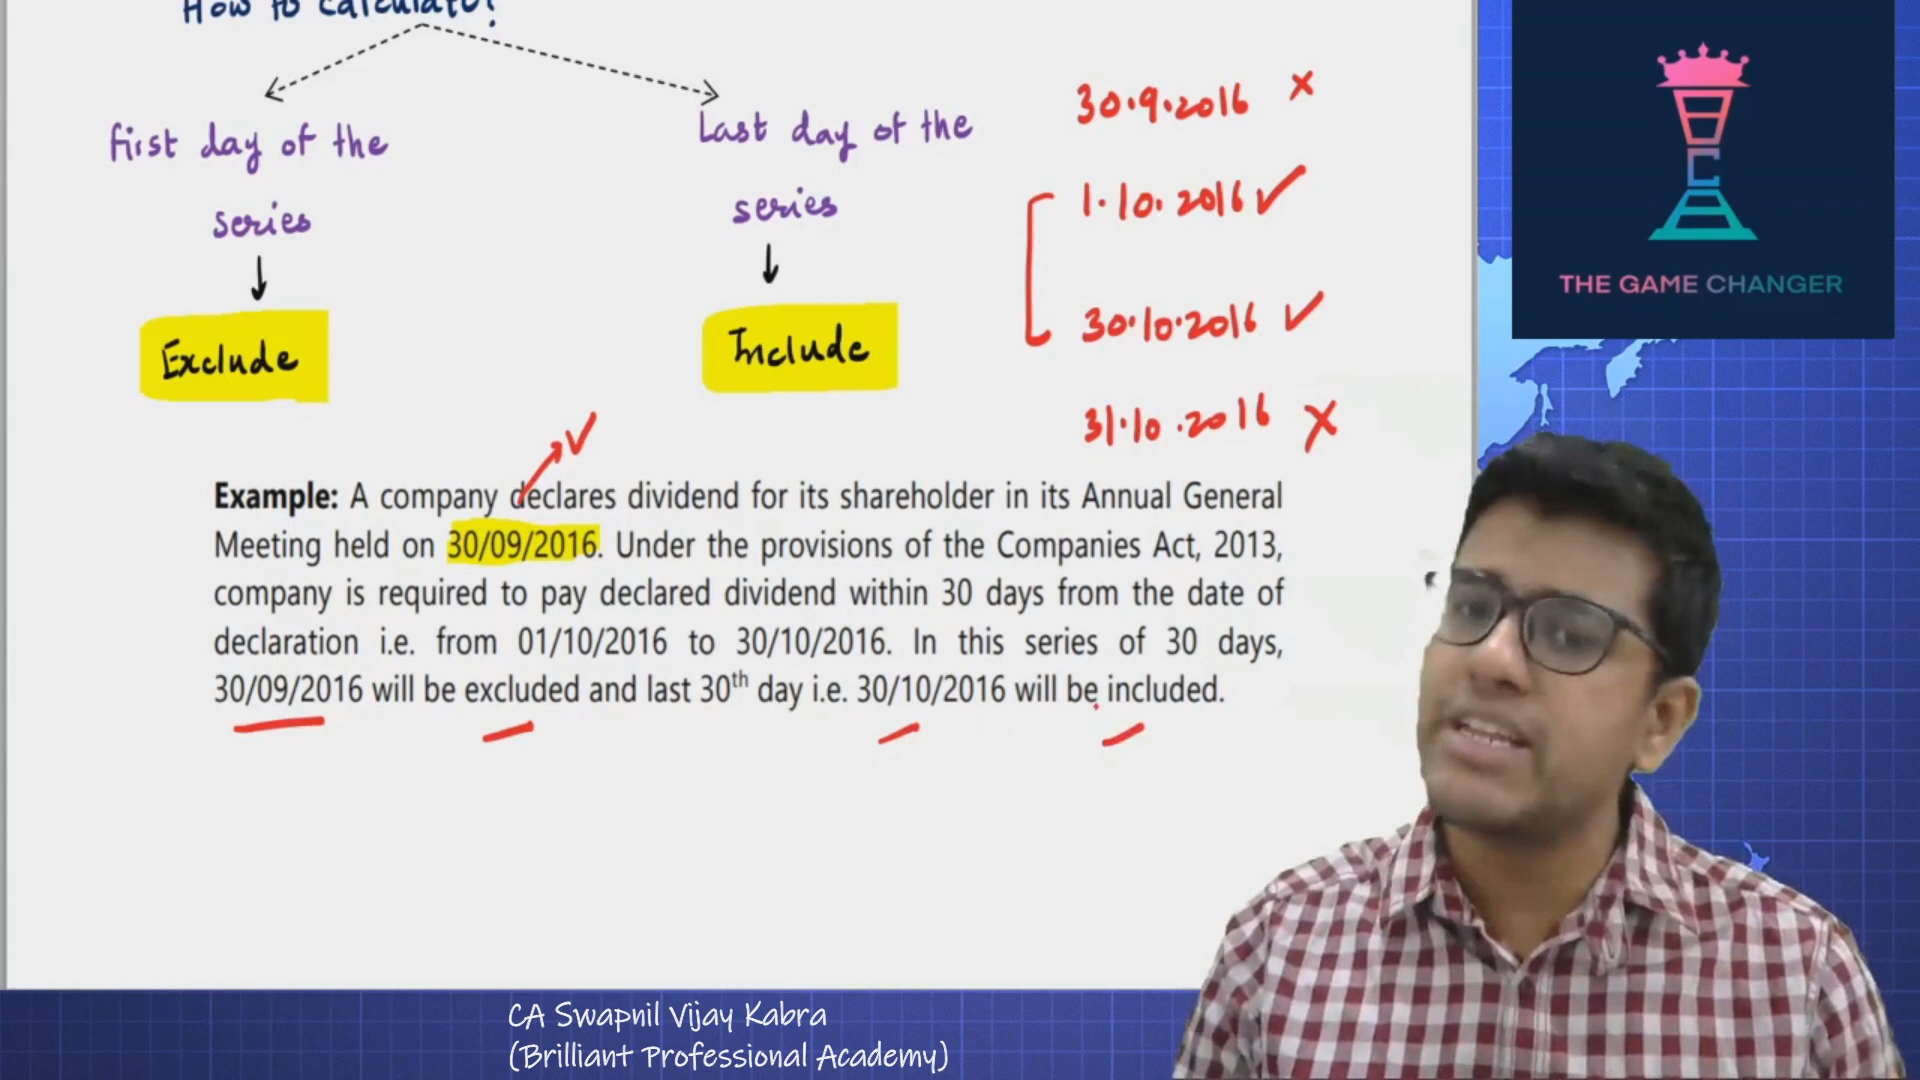 How to calculate?
first day of the
series
Exclude
Last day of the
series
Include
30.9.2016 ×
1.10.2016 ✓
30.10.2016 ✓
31.10.2016 ×
Example: A company declares dividend for its shareholder in its Annual General
Meeting held on 30/09/2016. Under the provisions of the Companies Act, 2013,
company is required to pay declared dividend within 30 days from the date of
declaration i.e. from 01/10/2016 to 30/10/2016. In this series of 30 days,
30/09/2016 will be excluded and last 30th day i.e. 30/10/2016 will be included.
THE GAME CHANGER
CA Swapnil Vijay Kabra
(Brilliant Professional Academy)